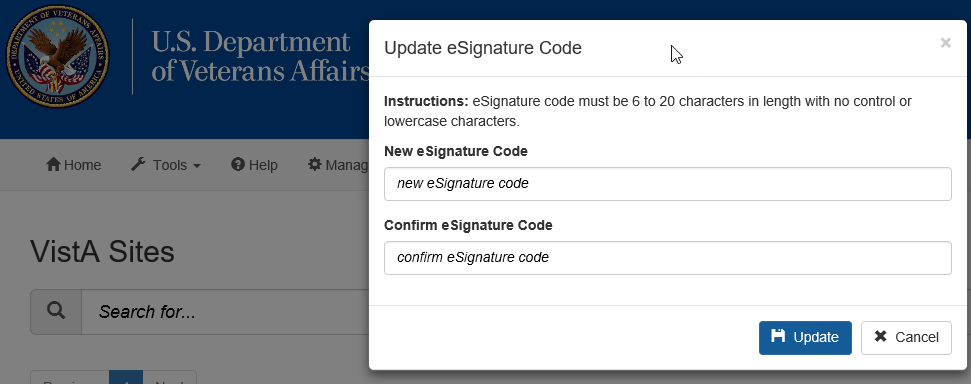 U.S. Department
of Veterans Affairs
Home
Tools
Help
Manag
VistA Sites
Search for...
Next
Update eSignature Code
×
Instructions: eSignature code must be 6 to 20 characters in length with no control or
lowercase characters.
New eSignature Code
new eSignature code
Confirm eSignature Code
confirm eSignature code
Update
Cancel